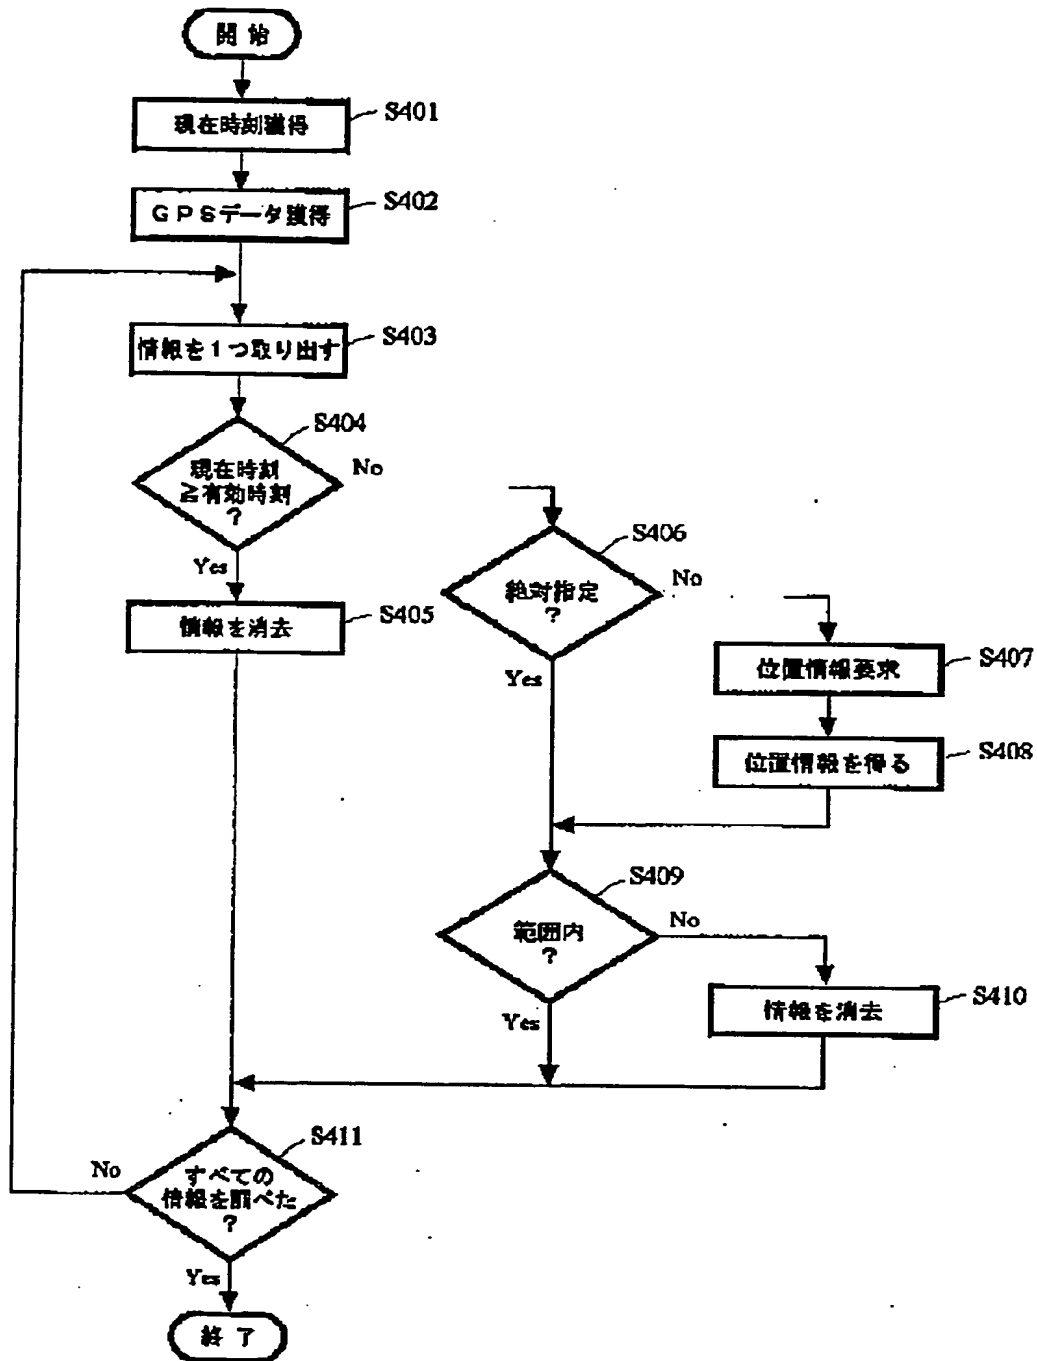 開始
現在時刻獲得
S401
GPSデータ獲得
S402
情報を1つ取り出す
S403
S404
現在時刻
≧有効時刻
?
No
Yes
情報を消去
S405
S406
絶対指定
?
No
Yes
位置情報要求
S407
位置情報を得る
S408
S409
範囲内
?
No
Yes
情報を消去
S410
S411
すべての
情報を調べた
?
No
Yes
終了